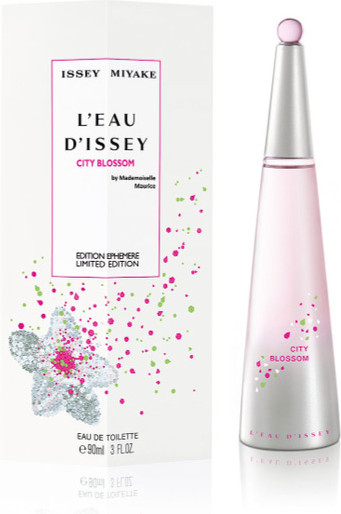 ISSEY MIYAKE
L'EAU
D'ISSEY
CITY BLOSSOM
by Mademoiselle
Maurice
EDITION EPHEMERE
LIMITED EDITION
EAU DE TOILETTE
℮90ml 3 FL.OZ.
CITY
BLOSSOM
L'EAU D'ISSEY